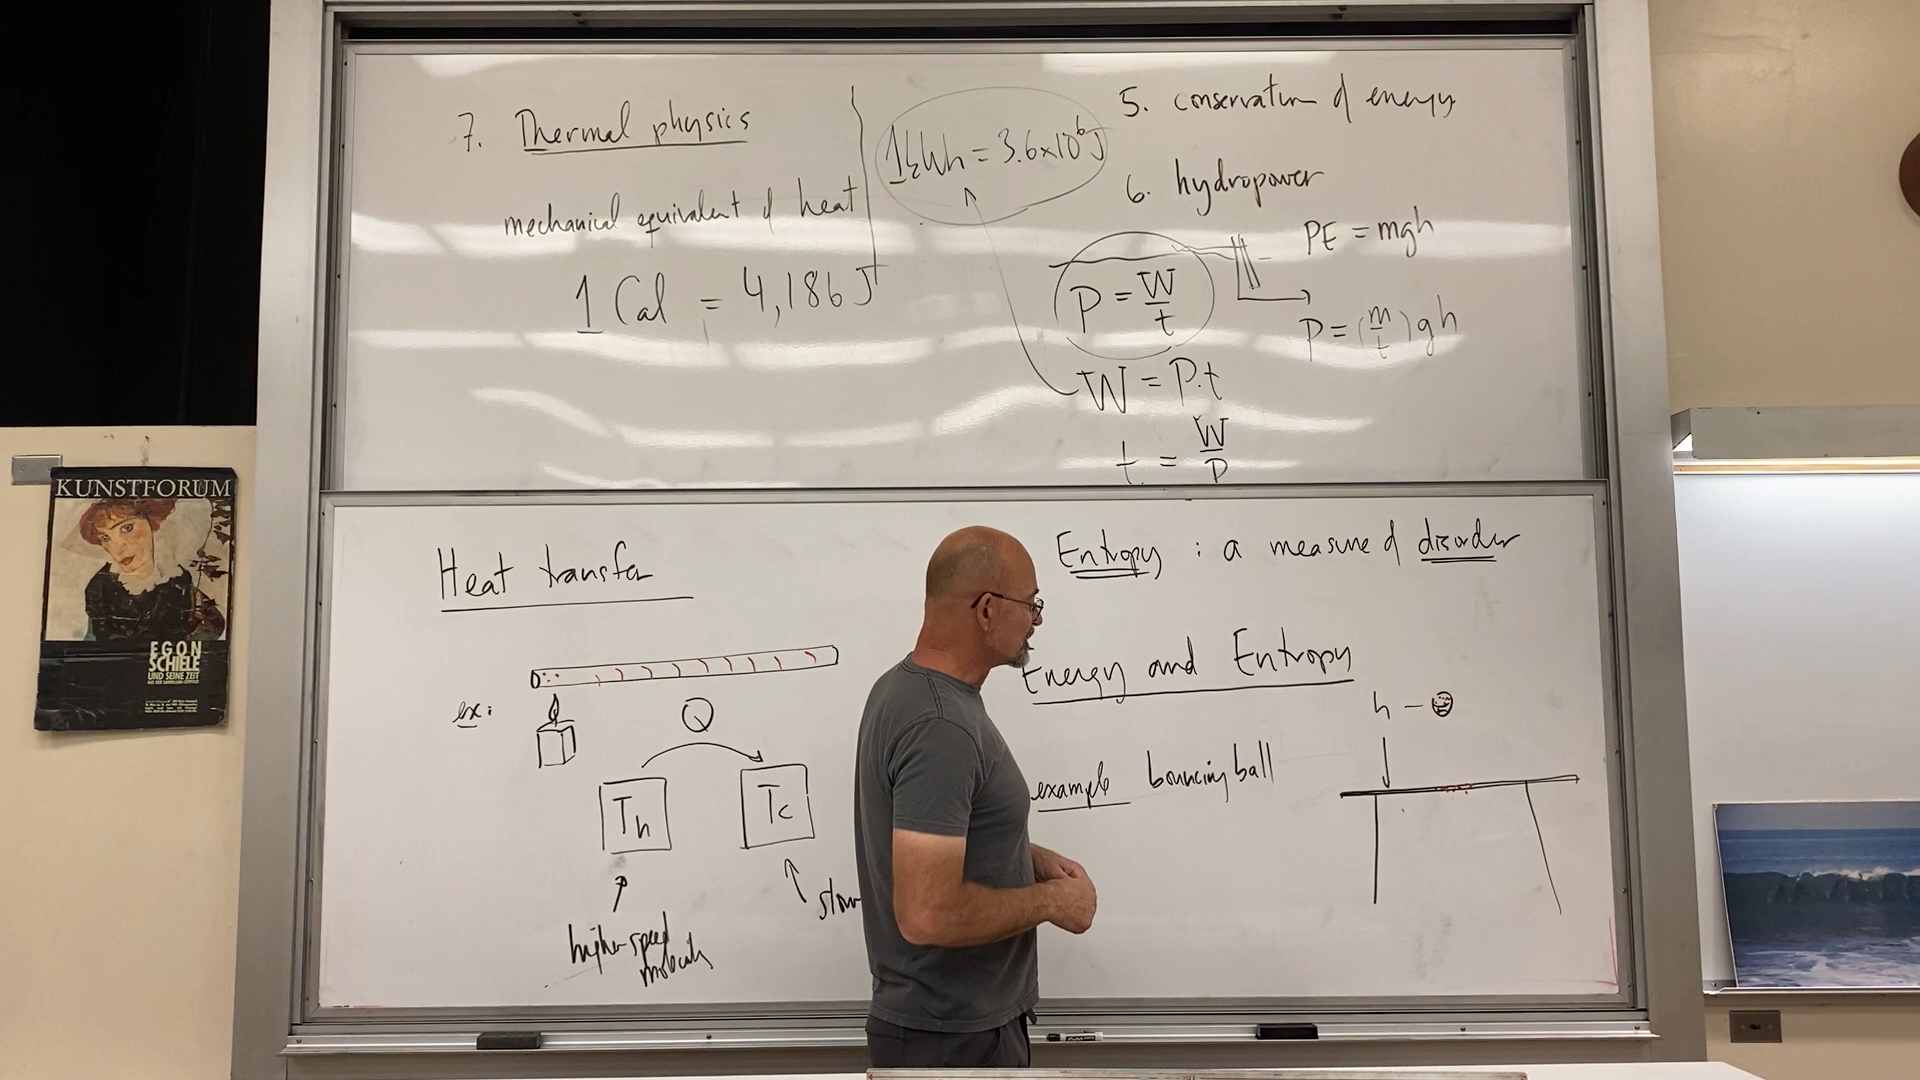 7. Thermal physics
mechanical equivalent of heat
1 Cal = 4,186 J
1 kWh = 3.6x10⁶J
5. conservation of energy
6. hydropower
PE = mgh
P = W/t
P = (m/t)gh
W = P.t
t = W/P
Heat transfer
ex:
Q
Th
Tc
higher speed
molecules
slow
Entropy : a measure of disorder
Energy and Entropy
example bouncing ball
h –
KUNSTFORUM
EGON
SCHIELE
UND SEINE ZEIT